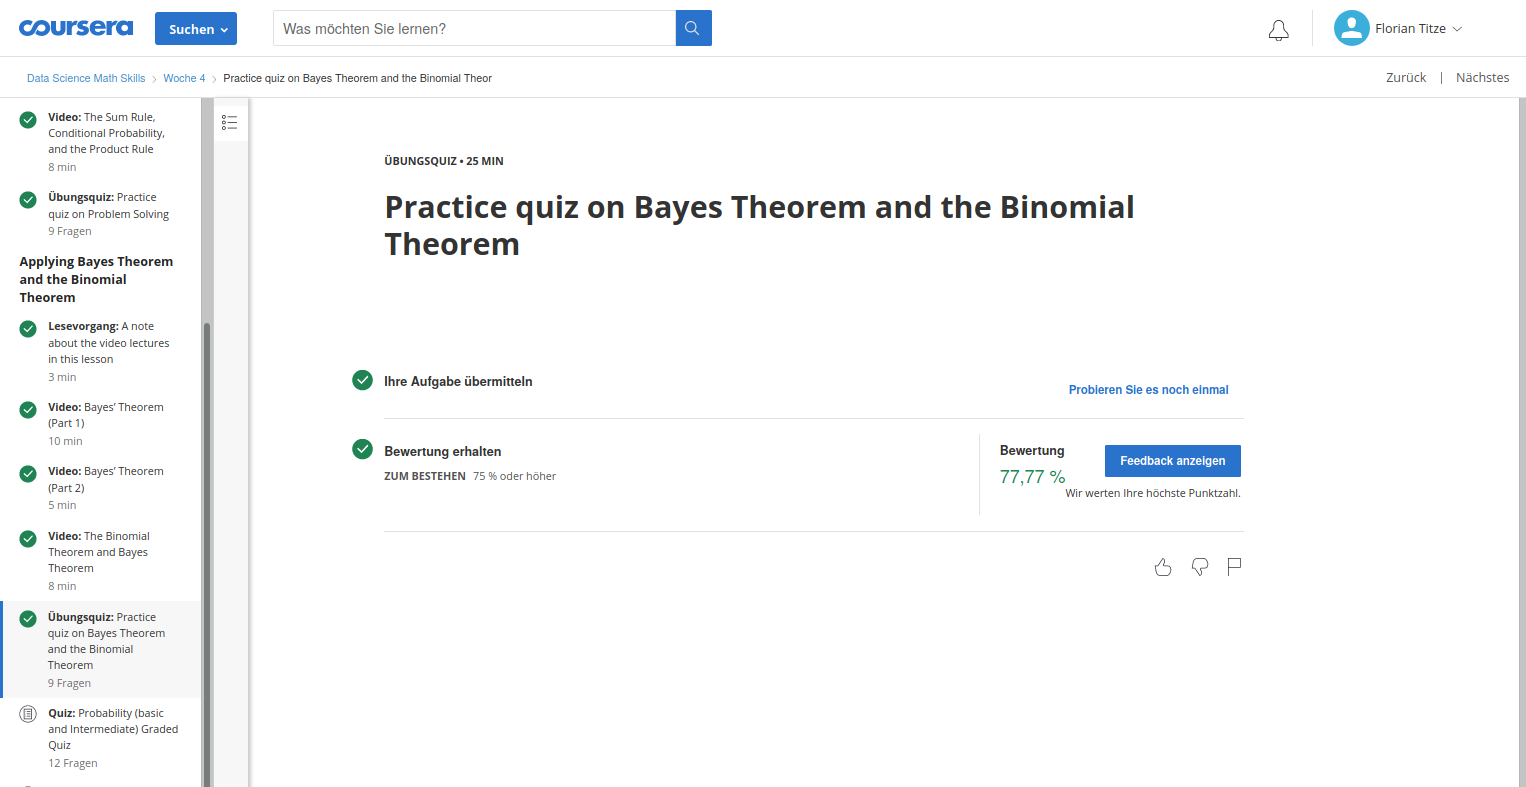 coursera
Suchen
Was möchten Sie lernen?
Florian Titze
Data Science Math Skills
Woche 4
Practice quiz on Bayes Theorem and the Binomial Theor
Zurück | Nächstes
Video: The Sum Rule,
Conditional Probability,
and the Product Rule
8 min
Übungsquiz: Practice
quiz on Problem Solving
9 Fragen
Applying Bayes Theorem
and the Binomial
Theorem
Lesevorgang: A note
about the video lectures
in this lesson
3 min
Video: Bayes’ Theorem
(Part 1)
10 min
Video: Bayes’ Theorem
(Part 2)
5 min
Video: The Binomial
Theorem and Bayes
Theorem
8 min
Übungsquiz: Practice
quiz on Bayes Theorem
and the Binomial
Theorem
9 Fragen
Quiz: Probability (basic
and Intermediate) Graded
Quiz
12 Fragen
ÜBUNGSQUIZ • 25 MIN
Practice quiz on Bayes Theorem and the Binomial
Theorem
Ihre Aufgabe übermitteln
Probieren Sie es noch einmal
Bewertung erhalten
ZUM BESTEHEN 75 % oder höher
Bewertung
77,77 %
Feedback anzeigen
Wir werten Ihre höchste Punktzahl.